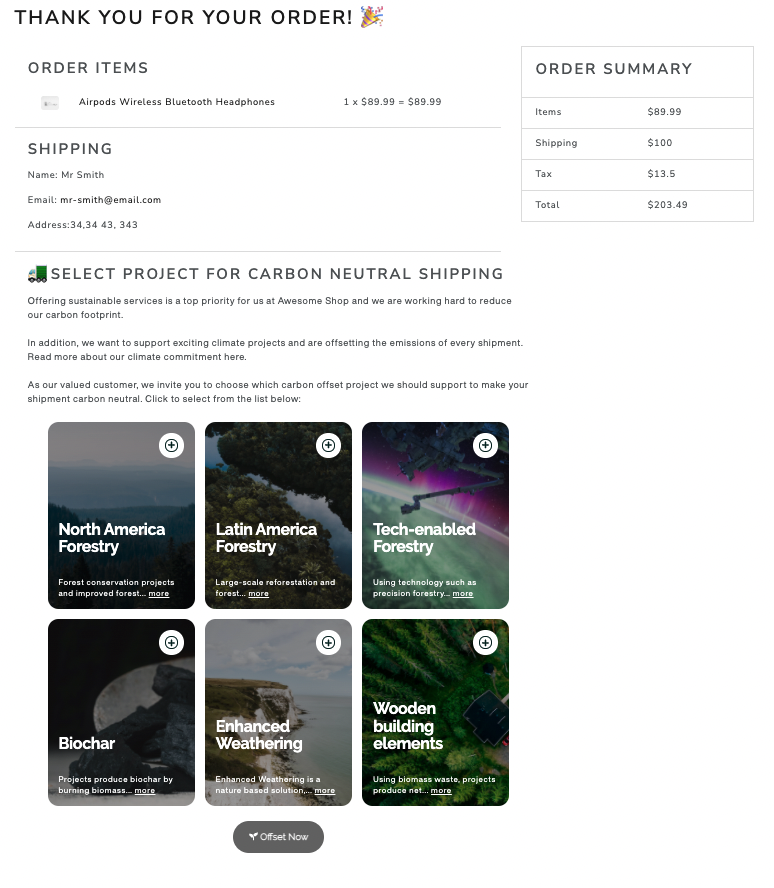 THANK YOU FOR YOUR ORDER! 🎉
ORDER ITEMS
Airpods Wireless Bluetooth Headphones 1 x $89.99 = $89.99
SHIPPING
Name: Mr Smith
Email: mr-smith@email.com
Address:34,34 43, 343
ORDER SUMMARY
Items $89.99
Shipping $100
Tax $13.5
Total $203.49
🚛SELECT PROJECT FOR CARBON NEUTRAL SHIPPING
Offering sustainable services is a top priority for us at Awesome Shop and we are working hard to reduce
our carbon footprint.
In addition, we want to support exciting climate projects and are offsetting the emissions of every shipment.
Read more about our climate commitment here.
As our valued customer, we invite you to choose which carbon offset project we should support to make your
shipment carbon neutral. Click to select from the list below:
North America
Forestry
Forest conservation projects
and improved forest... more
Latin America
Forestry
Large-scale reforestation and
forest... more
Tech-enabled
Forestry
Using technology such as
precision forestry... more
Biochar
Projects produce biochar by
burning biomass... more
Enhanced
Weathering
Enhanced Weathering is a
nature based solution,... more
Wooden
building
elements
Using biomass waste, projects
produce net... more
Offset Now